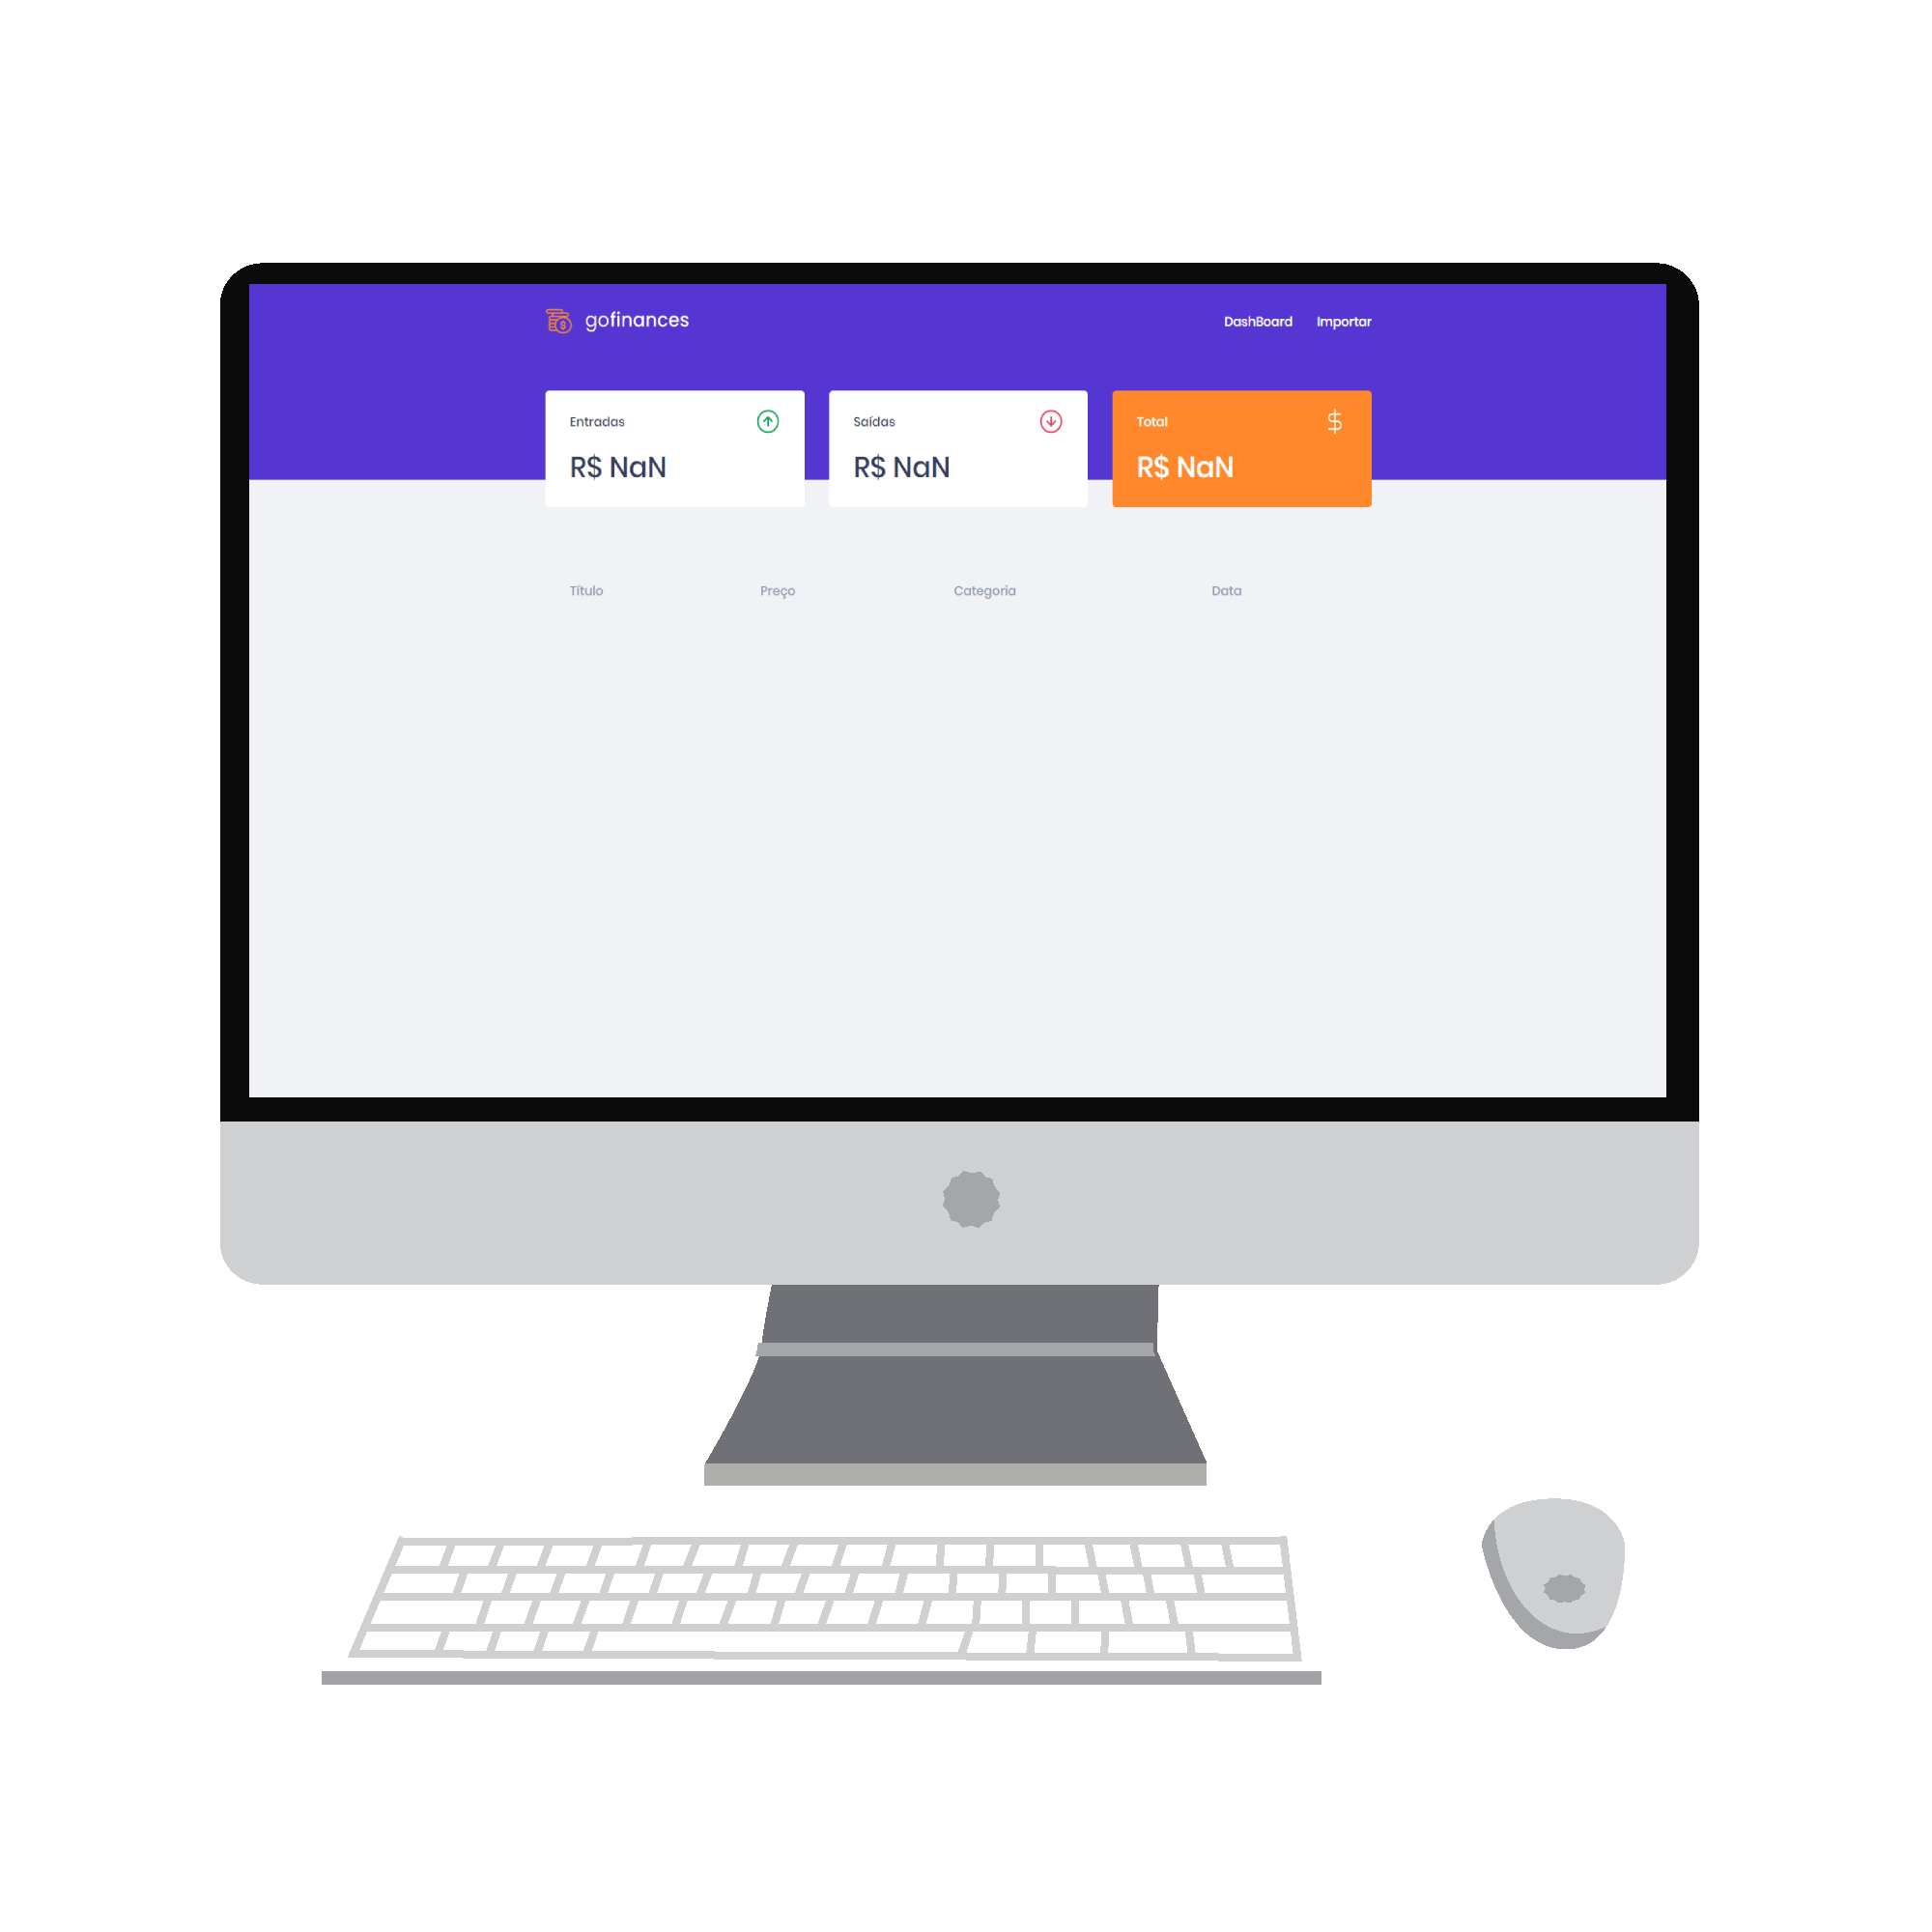 gofinances
DashBoard Importar
Entradas
R$ NaN
Saídas
R$ NaN
Total
$
R$ NaN
Título Preço Categoria Data